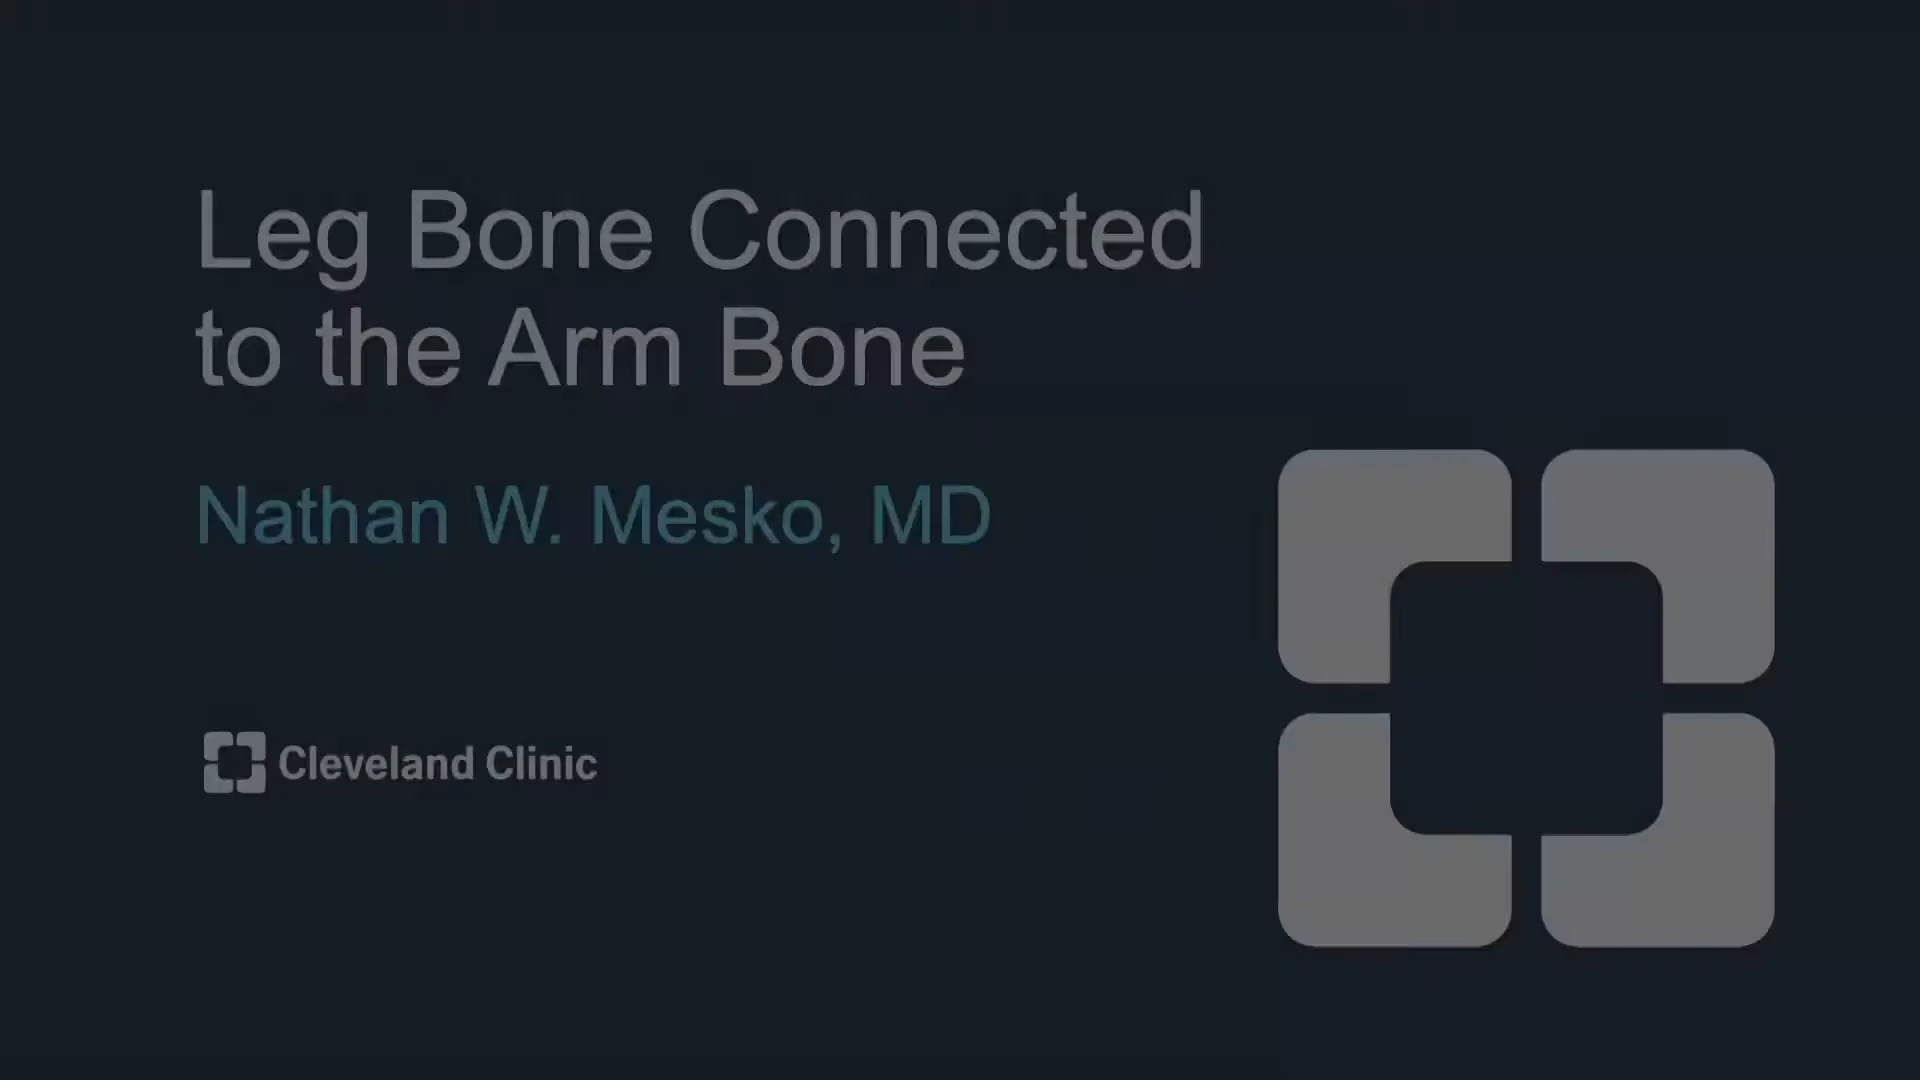 Leg Bone Connected
to the Arm Bone
Nathan W. Mesko, MD
Cleveland Clinic